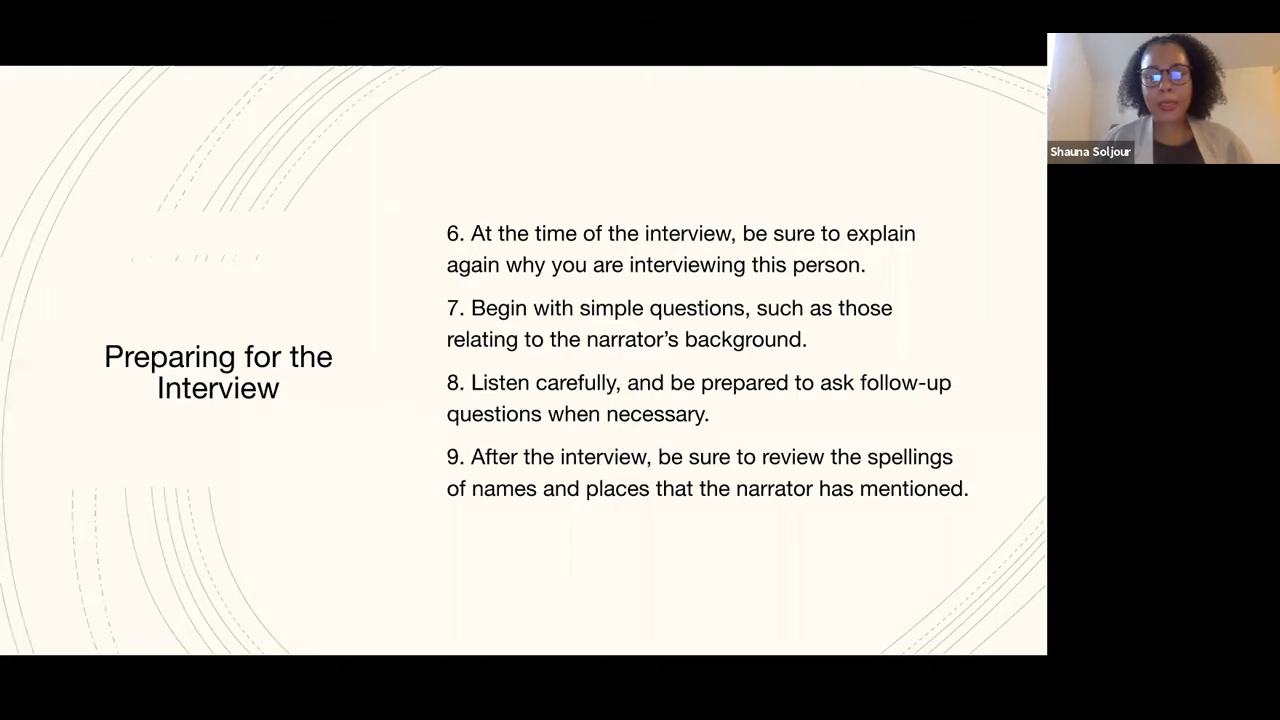 Shauna Soljour
Preparing for the
Interview
6. At the time of the interview, be sure to explain
again why you are interviewing this person.
7. Begin with simple questions, such as those
relating to the narrator’s background.
8. Listen carefully, and be prepared to ask follow-up
questions when necessary.
9. After the interview, be sure to review the spellings
of names and places that the narrator has mentioned.